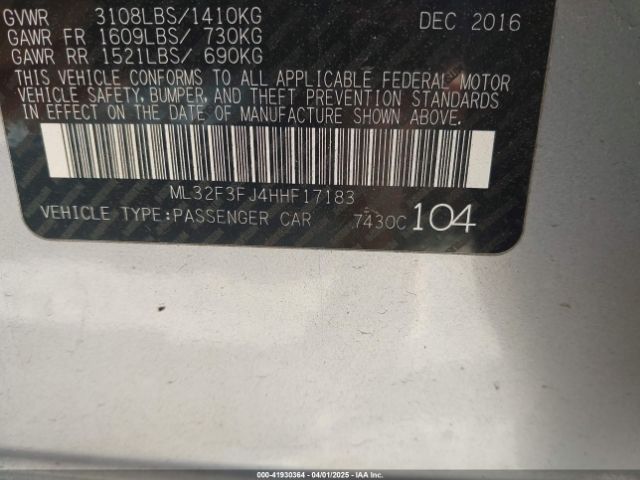 GVWR 3108LBS/1410KG DEC 2016
GAWR FR 1609LBS/ 730KG
GAWR RR 1521LBS/ 690KG
THIS VEHICLE CONFORMS TO ALL APPLICABLE FEDERAL MOTOR
VEHICLE SAFETY, BUMPER, AND THEFT PREVENTION STANDARDS
IN EFFECT ON THE DATE OF MANUFACTURE SHOWN ABOVE.
ML32F3FJ4HHF17183
VEHICLE TYPE:PASSENGER CAR 7430C 104
000-41930364 - 04/01/2025 - IAA Inc.